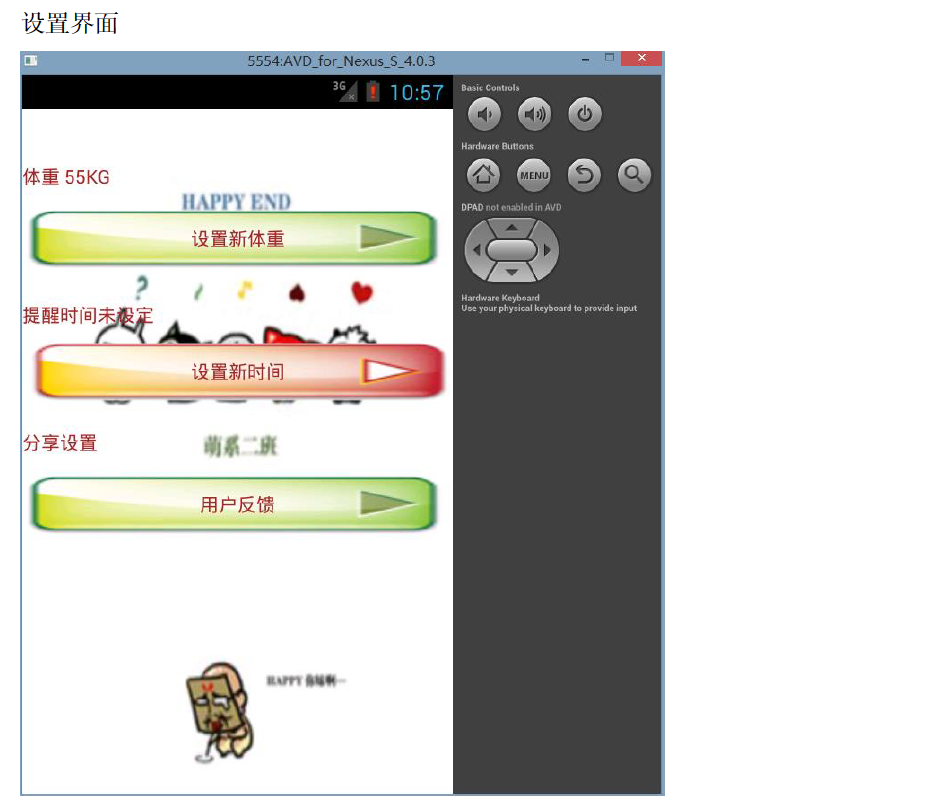 设置界面
5554:AVD_for_Nexus_S_4.0.3
3G
10:57
体重 55KG
HAPPY END
设置新体重
?
提醒时间未设定
设置新时间
分享设置
萌系二班
用户反馈
HAPPY 你妹啊…
Basic Controls
Hardware Buttons
MENU
DPAD not enabled in AVD
Hardware Keyboard
Use your physical keyboard to provide input